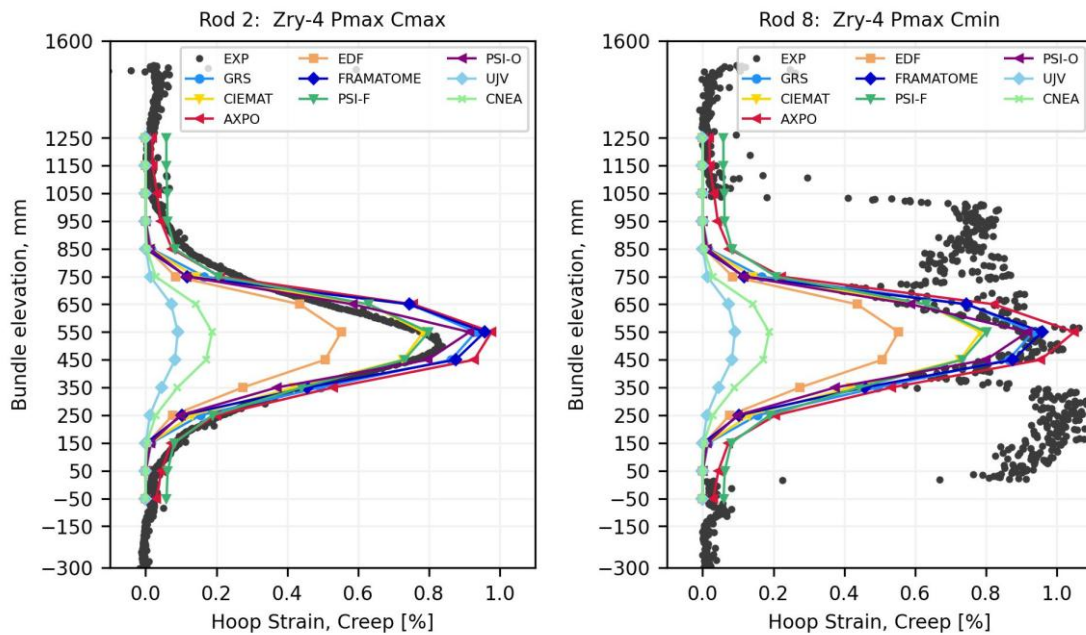 Rod 2: Zry-4 Pmax Cmax
Bundle elevation, mm
1600
1250
1150
1050
950
850
750
650
550
450
350
250
150
50
−50
−150
−300
EXP
GRS
CIEMAT
AXPO
EDF
FRAMATOME
PSI-F
PSI-O
UJV
CNEA
0.0 0.2 0.4 0.6 0.8 1.0
Hoop Strain, Creep [%]
Rod 8: Zry-4 Pmax Cmin
Bundle elevation, mm
1600
1250
1150
1050
950
850
750
650
550
450
350
250
150
50
−50
−150
−300
EXP
GRS
CIEMAT
AXPO
EDF
FRAMATOME
PSI-F
PSI-O
UJV
CNEA
0.0 0.2 0.4 0.6 0.8 1.0
Hoop Strain, Creep [%]